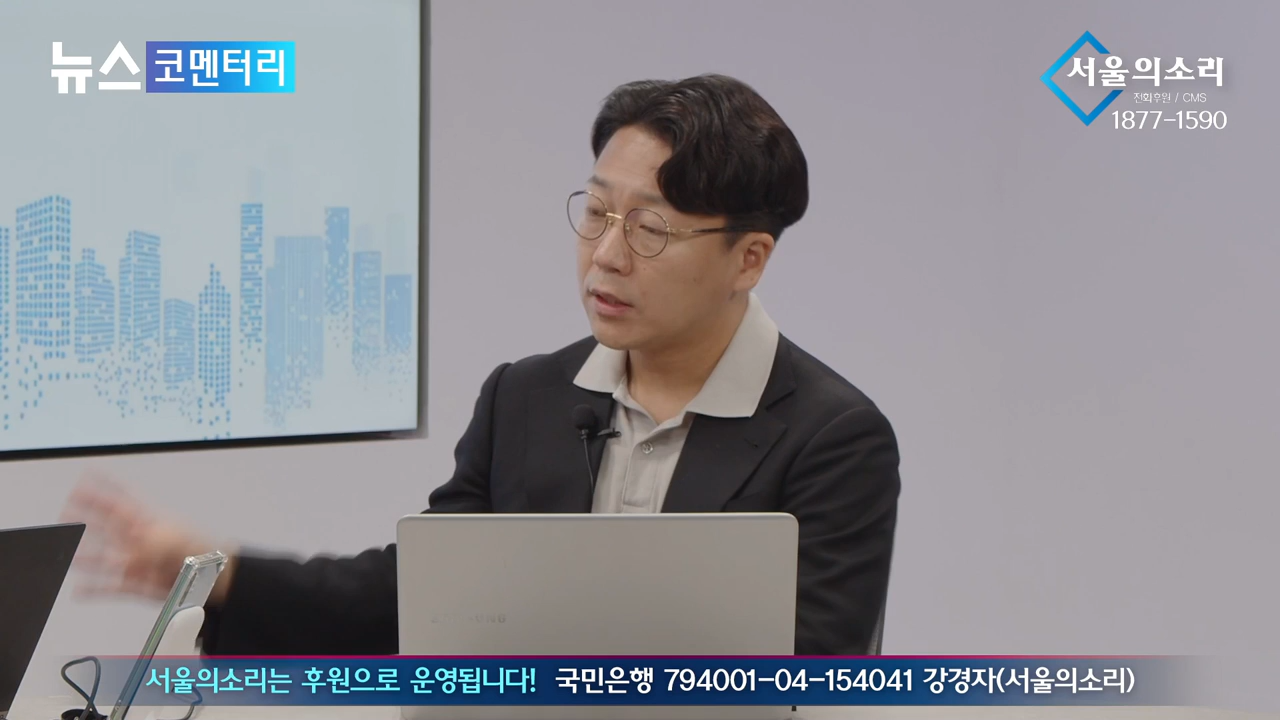 뉴스 코멘터리
서울의소리
전화후원 / CMS
1877-1590
서울의소리는 후원으로 운영됩니다! 국민은행 794001-04-154041 강경자(서울의소리)